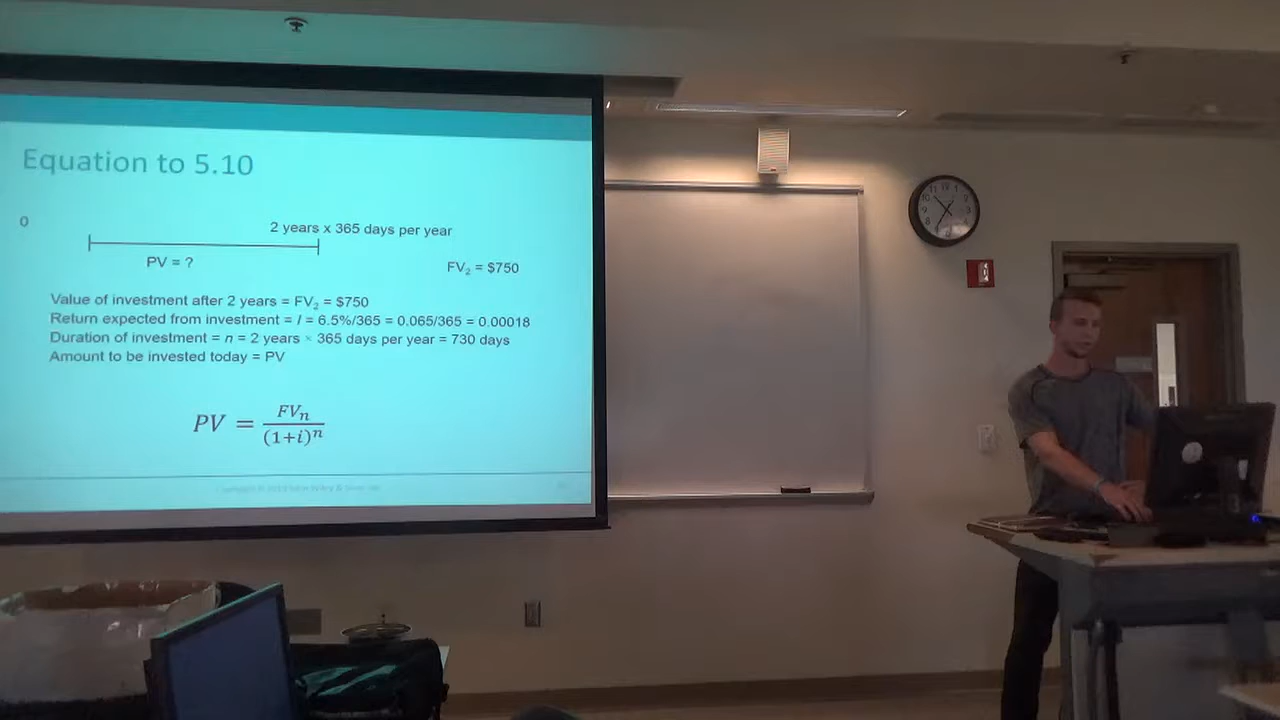 Equation to 5.10
0
2 years x 365 days per year
PV = ?
FV₂ = $750
Value of investment after 2 years = FV₂ = $750
Return expected from investment = I = 6.5%/365 = 0.065/365 = 0.00018
Duration of investment = n = 2 years × 365 days per year = 730 days
Amount to be invested today = PV
PV = FVₙ / (1+i)ⁿ